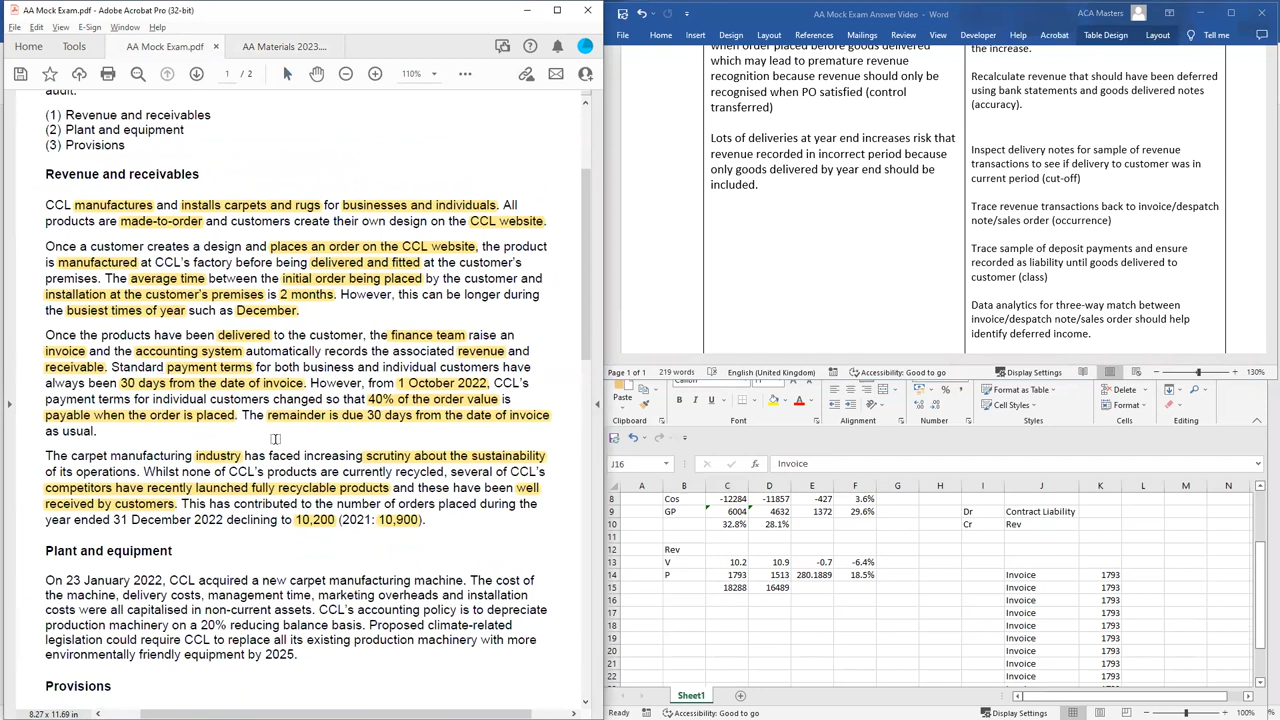 AA Mock Exam.pdf - Adobe Acrobat Pro (32-bit)
File Edit View E-Sign Window Help
Home Tools AA Mock Exam.pdf × AA Materials 2023....
1 / 2 110%
audit.
(1) Revenue and receivables
(2) Plant and equipment
(3) Provisions
Revenue and receivables
CCL manufactures and installs carpets and rugs for businesses and individuals. All
products are made-to-order and customers create their own design on the CCL website.
Once a customer creates a design and places an order on the CCL website, the product
is manufactured at CCL's factory before being delivered and fitted at the customer's
premises. The average time between the initial order being placed by the customer and
installation at the customer's premises is 2 months. However, this can be longer during
the busiest times of year such as December.
Once the products have been delivered to the customer, the finance team raise an
invoice and the accounting system automatically records the associated revenue and
receivable. Standard payment terms for both business and individual customers have
always been 30 days from the date of invoice. However, from 1 October 2022, CCL's
payment terms for individual customers changed so that 40% of the order value is
payable when the order is placed. The remainder is due 30 days from the date of invoice
as usual.
The carpet manufacturing industry has faced increasing scrutiny about the sustainability
of its operations. Whilst none of CCL's products are currently recycled, several of CCL's
competitors have recently launched fully recyclable products and these have been well
received by customers. This has contributed to the number of orders placed during the
year ended 31 December 2022 declining to 10,200 (2021: 10,900).
Plant and equipment
On 23 January 2022, CCL acquired a new carpet manufacturing machine. The cost of
the machine, delivery costs, management time, marketing overheads and installation
costs were all capitalised in non-current assets. CCL's accounting policy is to depreciate
production machinery on a 20% reducing balance basis. Proposed climate-related
legislation could require CCL to replace all its existing production machinery with more
environmentally friendly equipment by 2025.
Provisions
8.27 x 11.69 in
AA Mock Exam Answer Video - Word
ACA Masters
File Home Insert Draw Design Layout References Mailings Review View Developer Help Acrobat Table Design Layout Tell me
when order placed before goods delivered
which may lead to premature revenue
recognition because revenue should only be
recognised when PO satisfied (control
transferred)
Lots of deliveries at year end increases risk that
revenue recorded in incorrect period because
only goods delivered by year end should be
included.
the increase.
Recalculate revenue that should have been deferred
using bank statements and goods delivered notes
(accuracy).
Inspect delivery notes for sample of revenue
transactions to see if delivery to customer was in
current period (cut-off)
Trace revenue transactions back to invoice/despatch
note/sales order (occurrence)
Trace sample of deposit payments and ensure
recorded as liability until goods delivered to
customer (class)
Data analytics for three-way match between
invoice/despatch note/sales order should help
identify deferred income.
Page 1 of 1 219 words English (United Kingdom) Accessibility: Good to go Display Settings 130%
Paste
B I U
Format as Table
Cell Styles
Delete
Format
Clipboard Font Alignment Number Styles Cells Editing
J16 fx Invoice
A B C D E F G H I J K L M N
8 Cos -12284 -11857 -427 3.6%
9 GP 6004 4632 1372 29.6% Dr Contract Liability
10 32.8% 28.1% Cr Rev
11
12 Rev
13 V 10.2 10.9 -0.7 -6.4%
14 P 1793 1513 280.1889 18.5% Invoice 1793
15 18288 16489 Invoice 1793
16 Invoice 1793
17 Invoice 1793
18 Invoice 1793
19 Invoice 1793
20 Invoice 1793
21 Invoice 1793
22 Invoice 1793
Sheet1
Ready Accessibility: Good to go Display Settings 100%